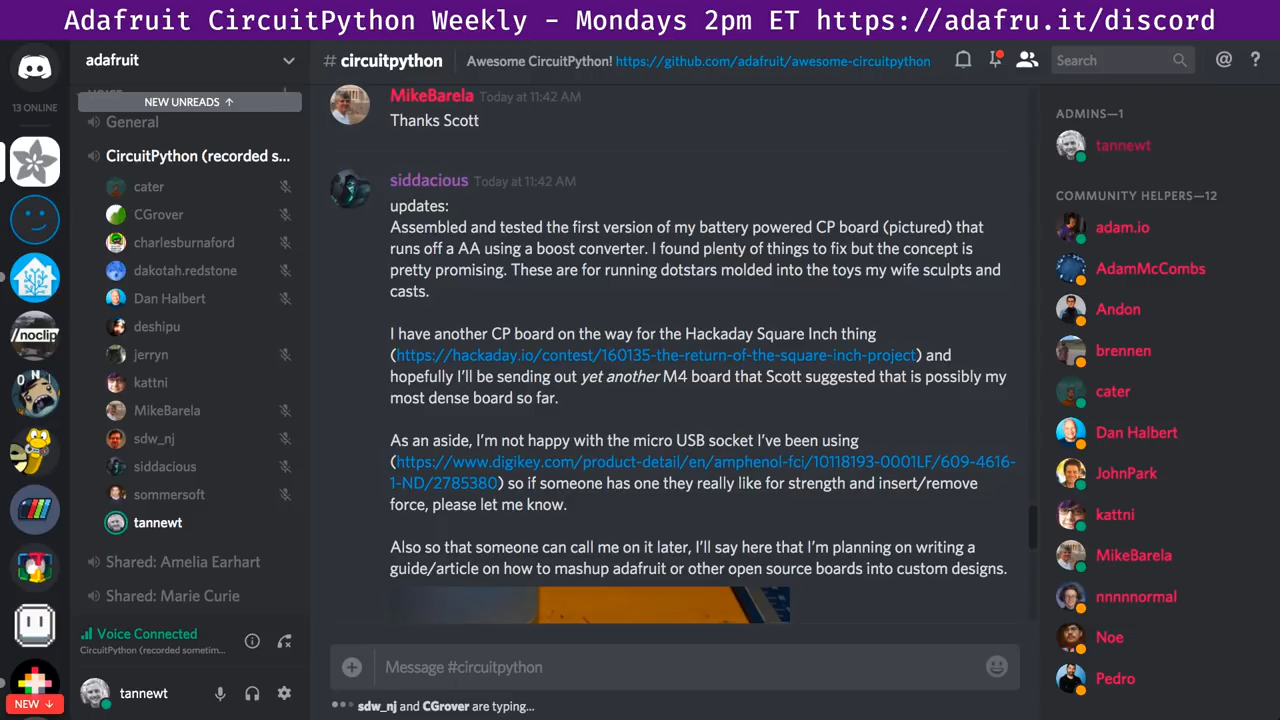 Adafruit CircuitPython Weekly - Mondays 2pm ET https://adafru.it/discord
13 ONLINE
/noclip
NEW ↓
adafruit
NEW UNREADS ↑
General
CircuitPython (recorded s...
cater
CGrover
charlesburnaford
dakotah.redstone
Dan Halbert
deshipu
jerryn
kattni
MikeBarela
sdw_nj
siddacious
sommersoft
tannewt
Shared: Amelia Earhart
Shared: Marie Curie
Voice Connected
CircuitPython (recorded sometim...
tannewt
# circuitpython
Awesome CircuitPython! https://github.com/adafruit/awesome-circuitpython
Search
MikeBarela Today at 11:42 AM
Thanks Scott
siddacious Today at 11:42 AM
updates:
Assembled and tested the first version of my battery powered CP board (pictured) that
runs off a AA using a boost converter. I found plenty of things to fix but the concept is
pretty promising. These are for running dotstars molded into the toys my wife sculpts and
casts.
I have another CP board on the way for the Hackaday Square Inch thing
(https://hackaday.io/contest/160135-the-return-of-the-square-inch-project) and
hopefully I'll be sending out yet another M4 board that Scott suggested that is possibly my
most dense board so far.
As an aside, I'm not happy with the micro USB socket I've been using
(https://www.digikey.com/product-detail/en/amphenol-fci/10118193-0001LF/609-4616-
1-ND/2785380) so if someone has one they really like for strength and insert/remove
force, please let me know.
Also so that someone can call me on it later, I'll say here that I'm planning on writing a
guide/article on how to mashup adafruit or other open source boards into custom designs.
Message #circuitpython
sdw_nj and CGrover are typing...
ADMINS—1
tannewt
COMMUNITY HELPERS—12
adam.io
AdamMcCombs
Andon
brennen
cater
Dan Halbert
JohnPark
kattni
MikeBarela
nnnnnormal
Noe
Pedro